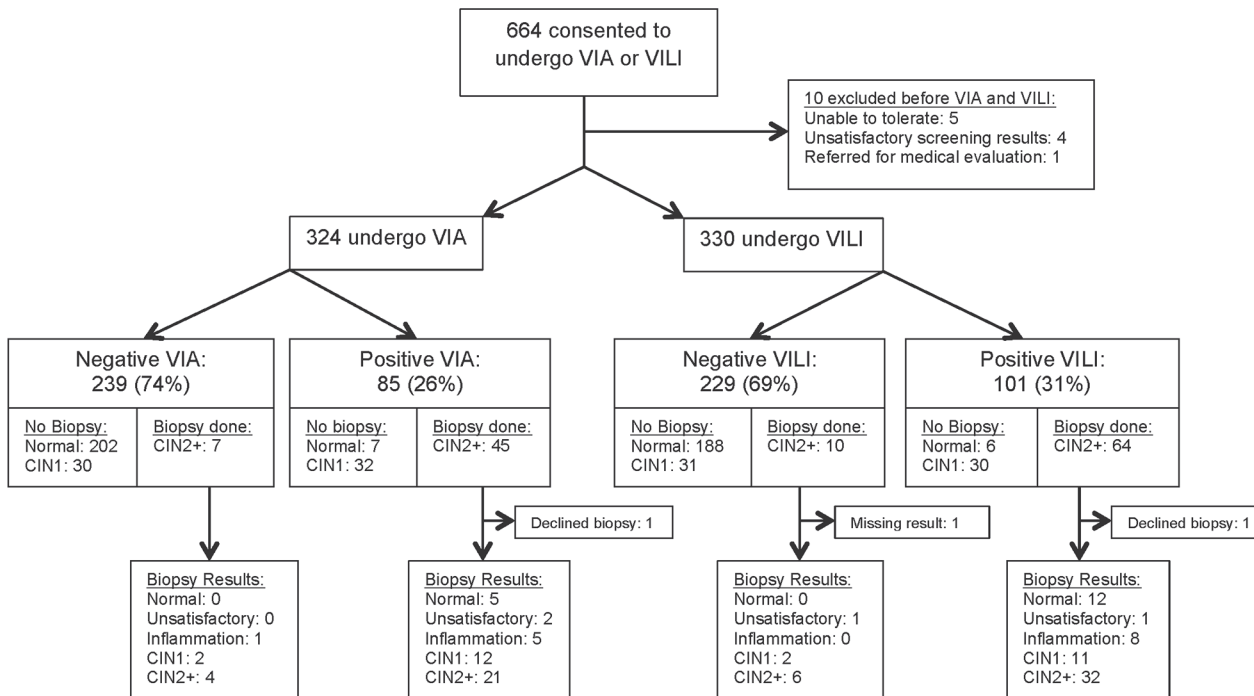 664 consented to
undergo VIA or VILI
10 excluded before VIA and VILI:
Unable to tolerate: 5
Unsatisfactory screening results: 4
Referred for medical evaluation: 1
324 undergo VIA
330 undergo VILI
Negative VIA:
239 (74%)
No Biopsy:
Normal: 202
CIN1: 30
Biopsy done:
CIN2+: 7
Positive VIA:
85 (26%)
No biopsy:
Normal: 7
CIN1: 32
Biopsy done:
CIN2+: 45
Negative VILI:
229 (69%)
No Biopsy:
Normal: 188
CIN1: 31
Biopsy done:
CIN2+: 10
Positive VILI:
101 (31%)
No Biopsy:
Normal: 6
CIN1: 30
Biopsy done:
CIN2+: 64
Declined biopsy: 1
Missing result: 1
Declined biopsy: 1
Biopsy Results:
Normal: 0
Unsatisfactory: 0
Inflammation: 1
CIN1: 2
CIN2+: 4
Biopsy Results:
Normal: 5
Unsatisfactory: 2
Inflammation: 5
CIN1: 12
CIN2+: 21
Biopsy Results:
Normal: 0
Unsatisfactory: 1
Inflammation: 0
CIN1: 2
CIN2+: 6
Biopsy Results:
Normal: 12
Unsatisfactory: 1
Inflammation: 8
CIN1: 11
CIN2+: 32